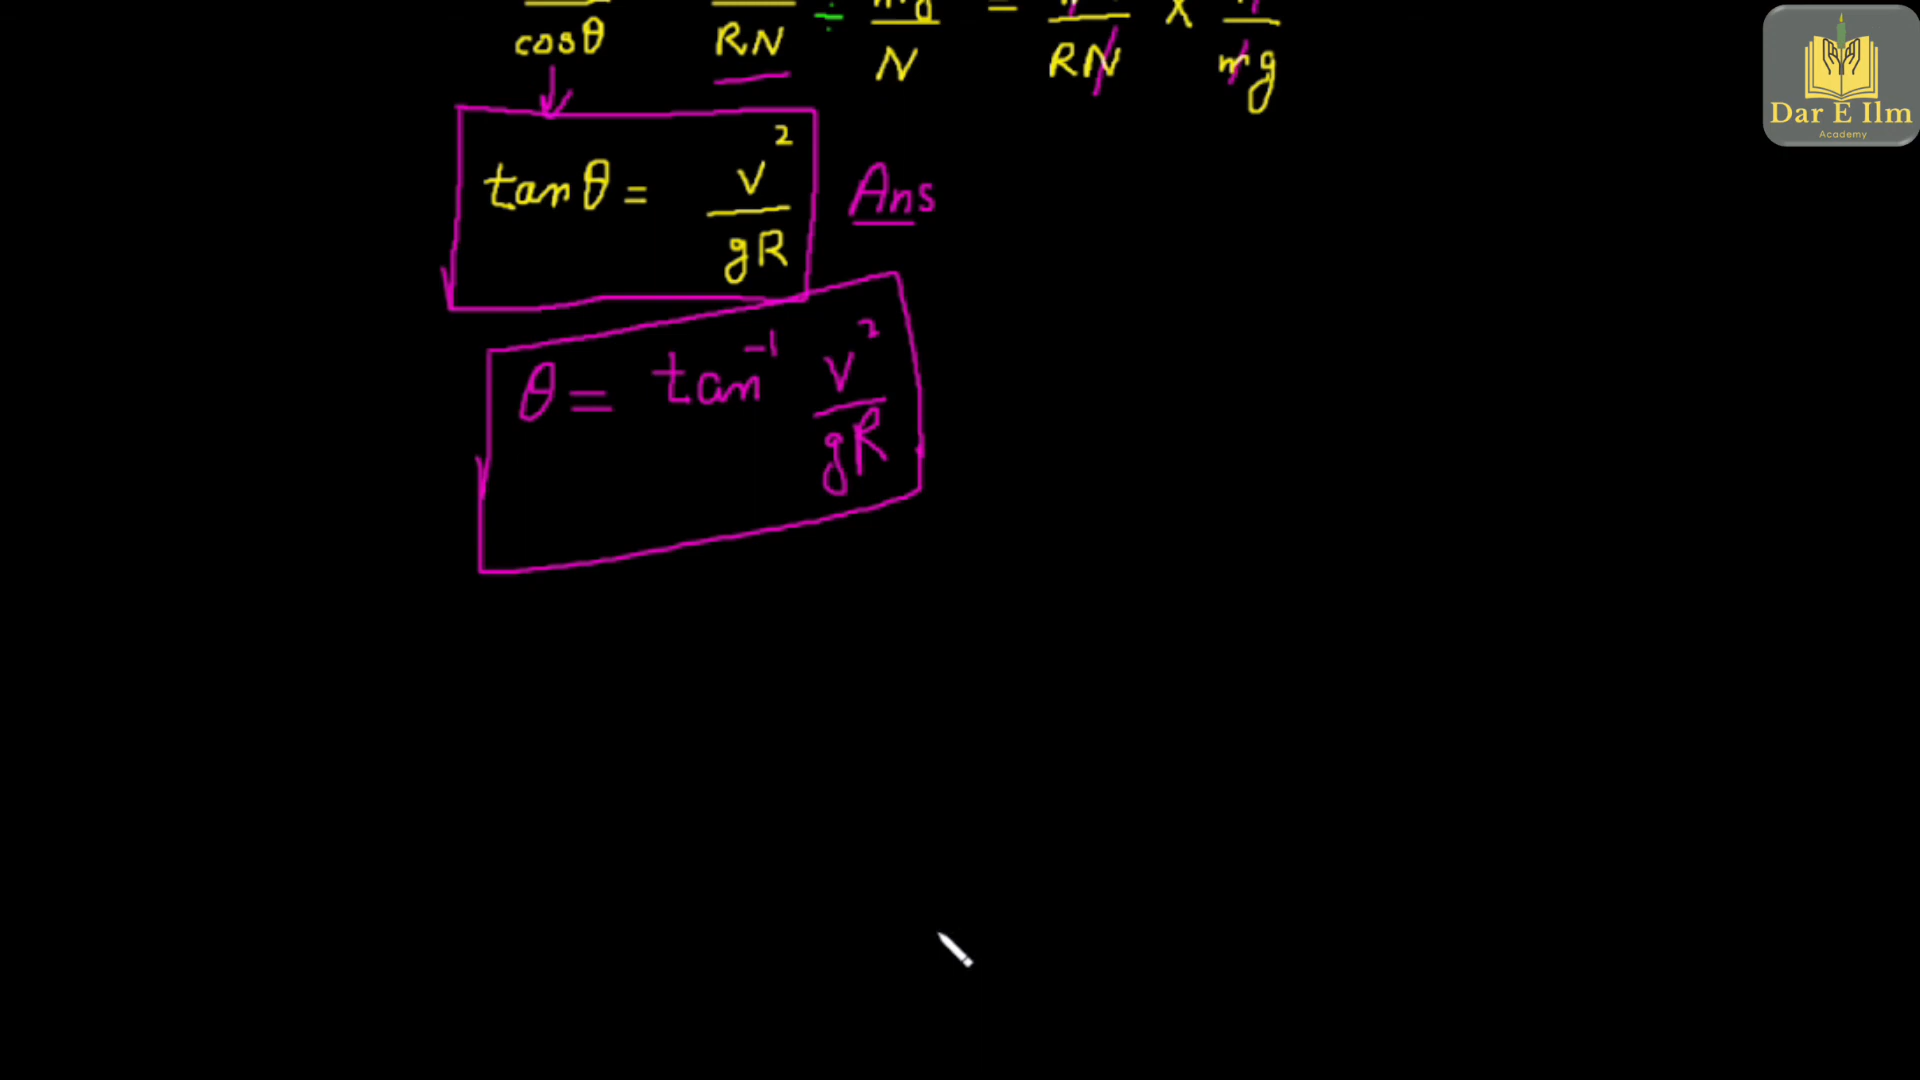 cosθ RN ÷ N = RN X mg
tanθ = v²/gR Ans
θ = tan⁻¹ v²/gR
Dar E Ilm
Academy